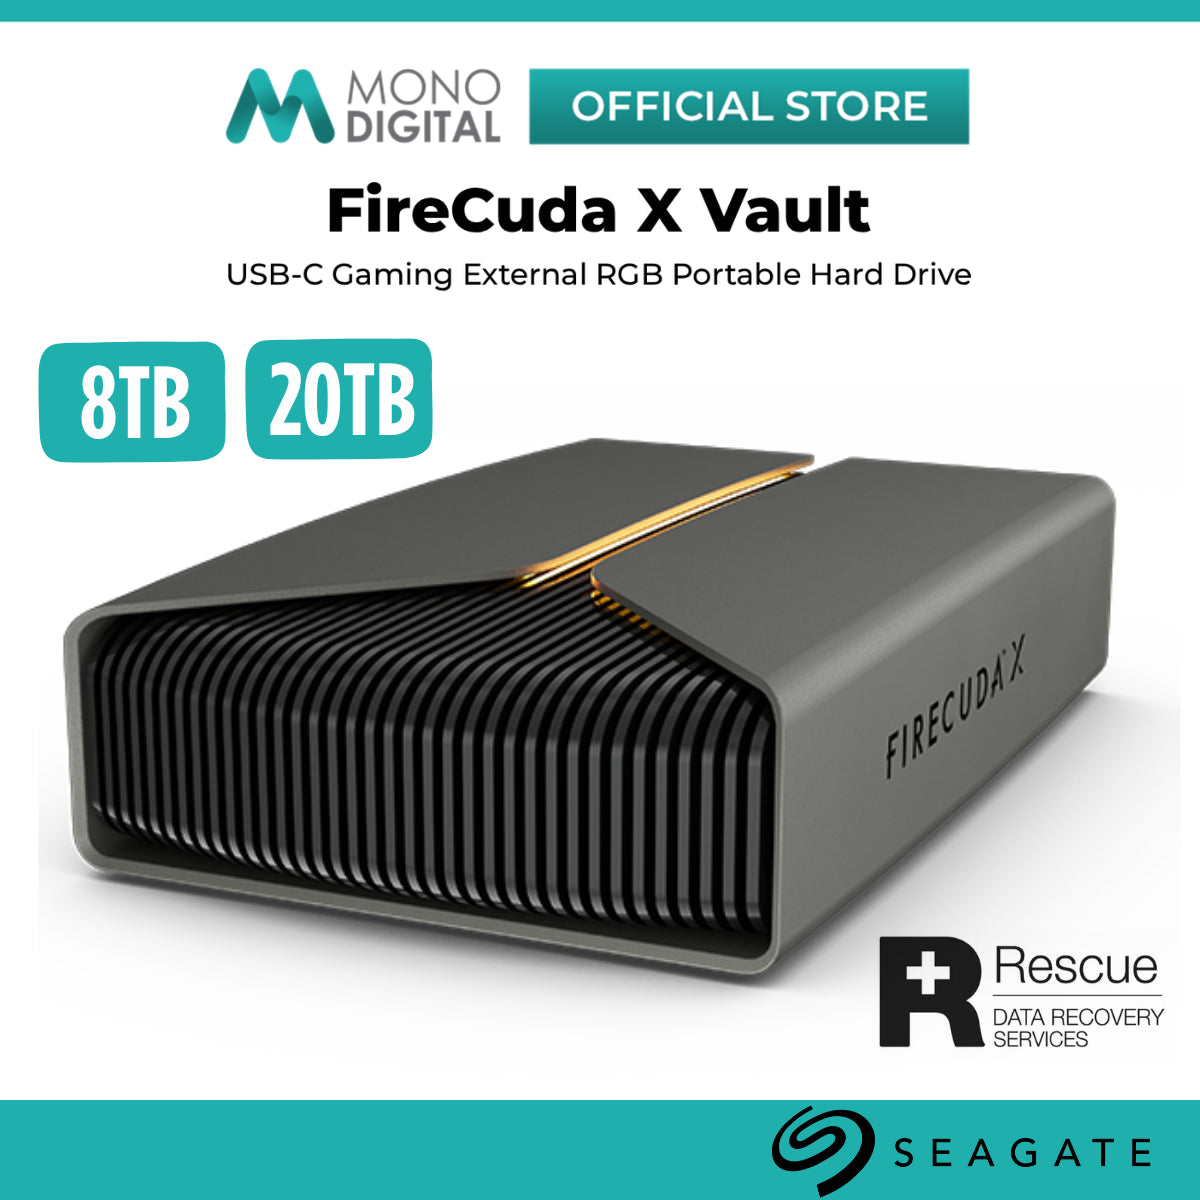 MONO
DIGITAL
OFFICIAL STORE
FireCuda X Vault
USB-C Gaming External RGB Portable Hard Drive
8TB
20TB
FIRECUDA™ X
R
Rescue
DATA RECOVERY
SERVICES
SEAGATE